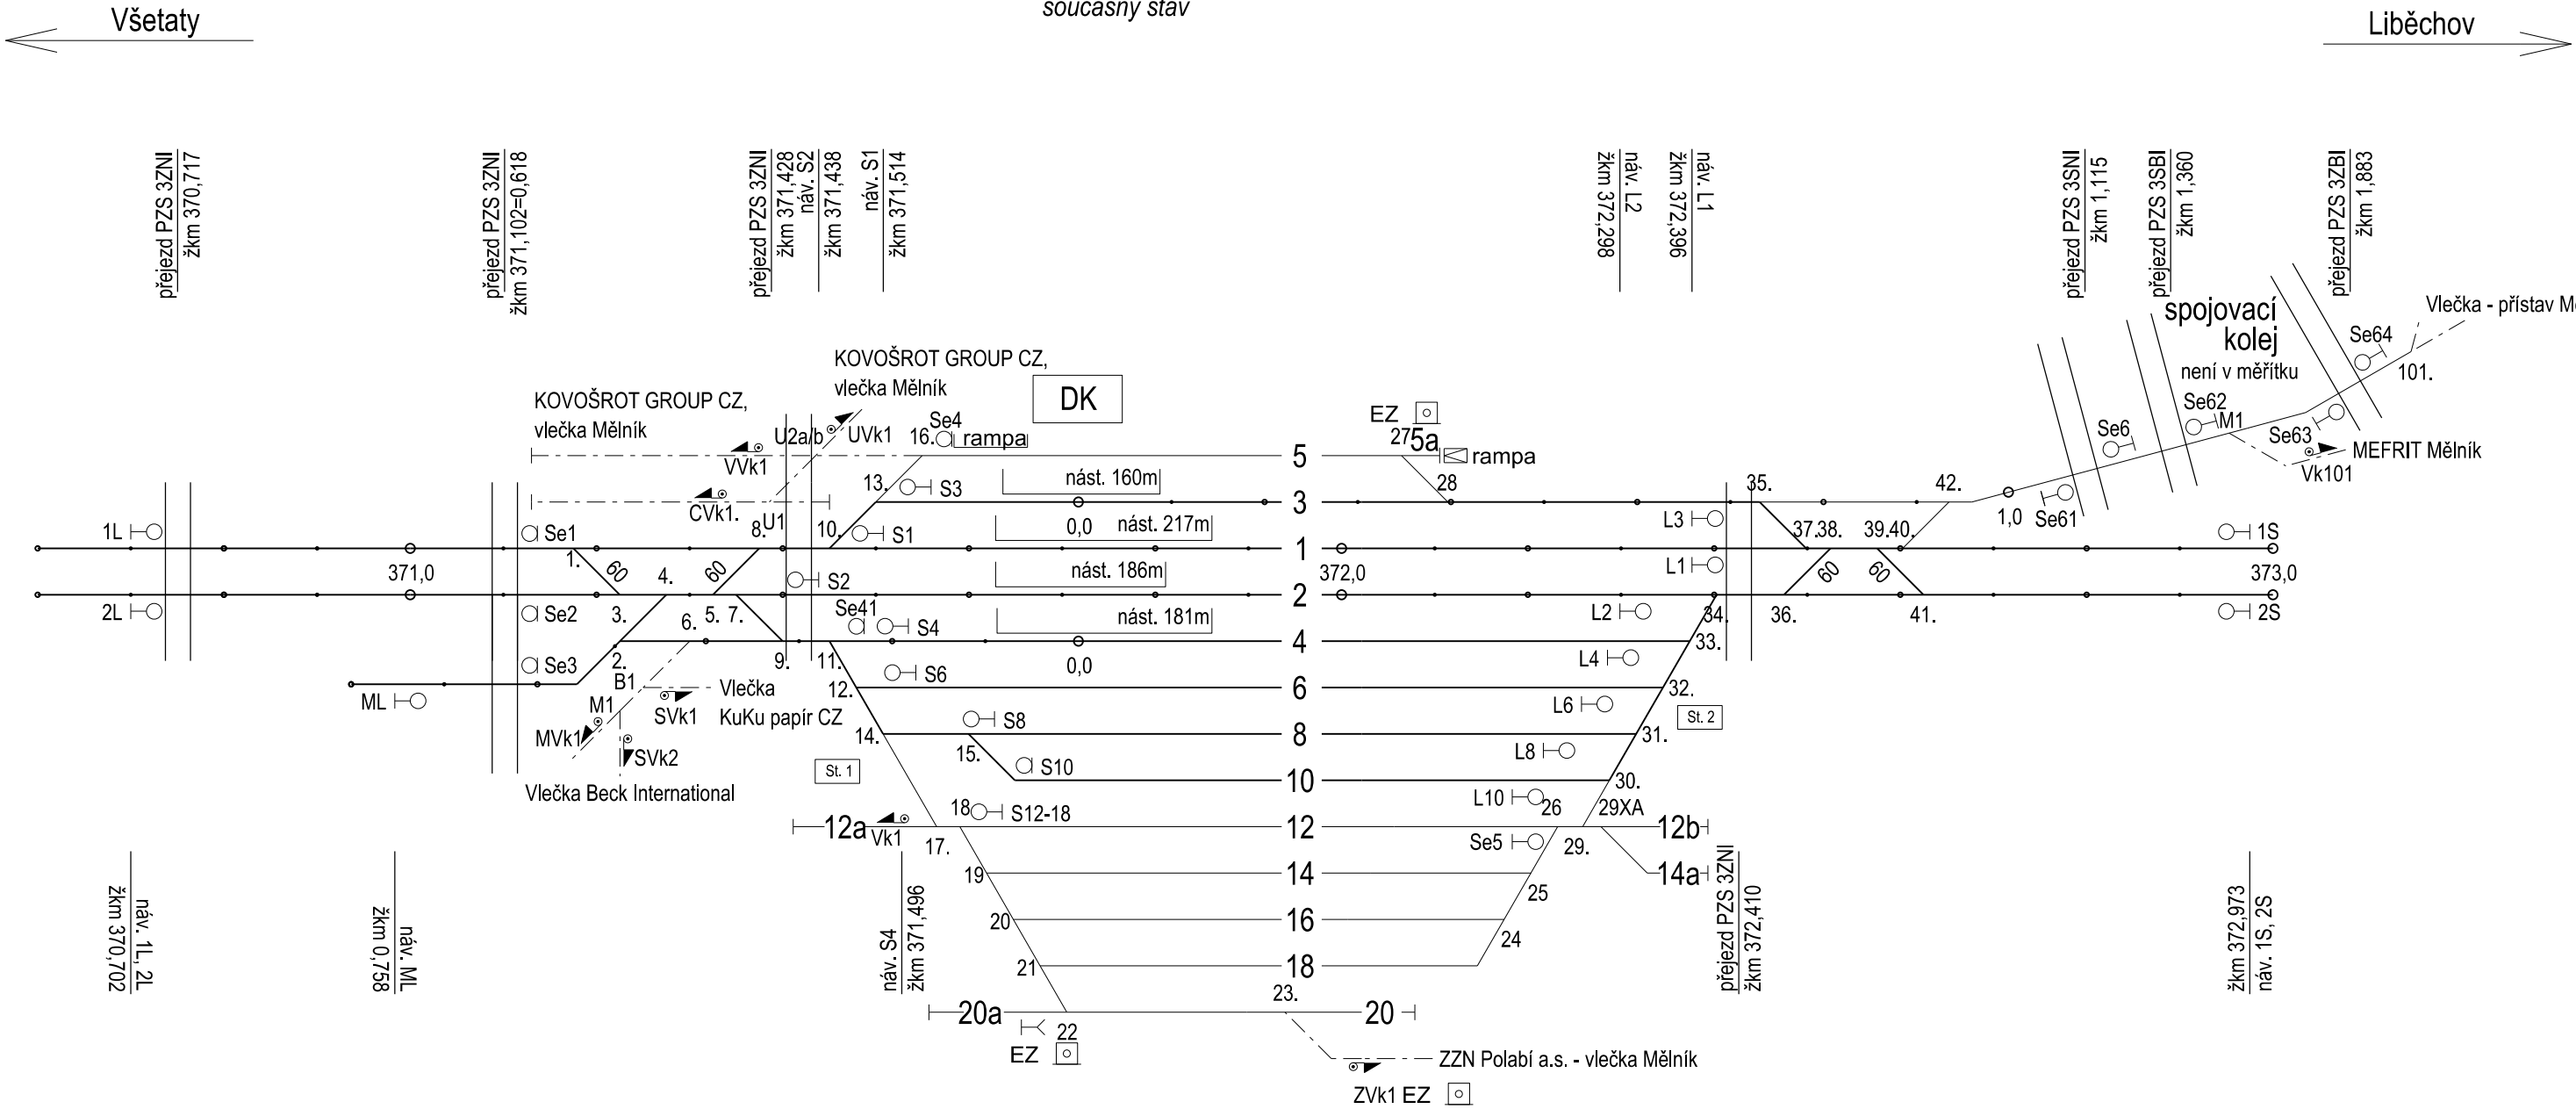 současný stav
Všetaty
Liběchov
přejezd PZS 3ZNI
žkm 370,717
přejezd PZS 3ZNI
žkm 371,102=0,618
přejezd PZS 3ZNI
žkm 371,428
náv. S2
žkm 371,438
náv. S1
žkm 371,514
náv. L2
žkm 372,298
náv. L1
žkm 372,396
přejezd PZS 3SNI
žkm 1,115
přejezd PZS 3SBI
žkm 1,360
přejezd PZS 3ZBI
žkm 1,883
spojovací
kolej
není v měřítku
Vlečka - přístav M
Se64
101.
Se62
M1
Se63
Se6
MEFRIT Mělník
Vk101
Se61
1,0
KOVOŠROT GROUP CZ,
vlečka Mělník
KOVOŠROT GROUP CZ,
vlečka Mělník
DK
U2a/b
UVk1
VVk1
16.
Se4
rampa
5
EZ
27
5a
rampa
CVk1.
U1
13.
S3
nást. 160m
3
28
35.
42.
0,0
nást. 217m
1L
Se1
1.
60
8.
10.
S1
1
L3
37.
38.
39.
40.
1S
371,0
4.
60
S2
nást. 186m
372,0
L1
60
60
373,0
2L
Se2
3.
5.
7.
2
L2
34.
36.
41.
2S
6.
Se41
S4
nást. 181m
4
33.
Se3
2.
9.
11.
0,0
L4
ML
B1
Vlečka
KuKu papír CZ
SVk1
12.
S6
6
32.
M1
MVk1
SVk2
Vlečka Beck International
L6
St. 2
14.
S8
8
31.
15.
L8
St. 1
S10
10
30.
L10
26
29XA
12a
Vk1
18
S12-18
12
12b
17.
Se5
29.
19
14
25
14a
20
16
24
21
18
20a
23.
20
22
EZ
ZZN Polabí a.s. - vlečka Mělník
ZVk1 EZ
náv. 1L, 2L
žkm 370,702
náv. ML
žkm 0,758
náv. S4
žkm 371,496
přejezd PZS 3ZNI
žkm 372,410
žkm 372,973
náv. 1S, 2S